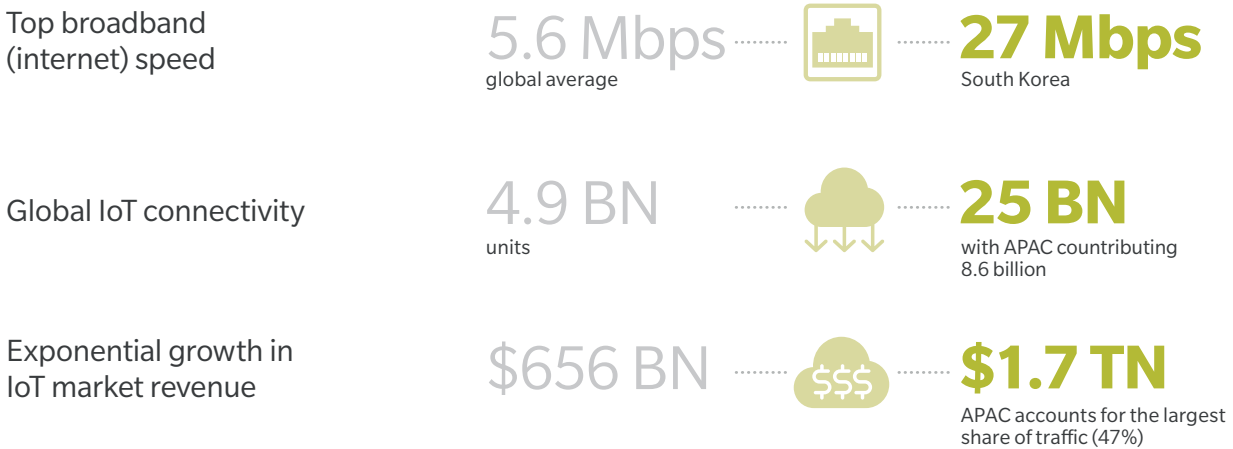 Top broadband
(internet) speed
5.6 Mbps
global average
27 Mbps
South Korea
Global IoT connectivity
4.9 BN
units
25 BN
with APAC countributing
8.6 billion
Exponential growth in
IoT market revenue
$656 BN
$$$
$1.7 TN
APAC accounts for the largest
share of traffic (47%)